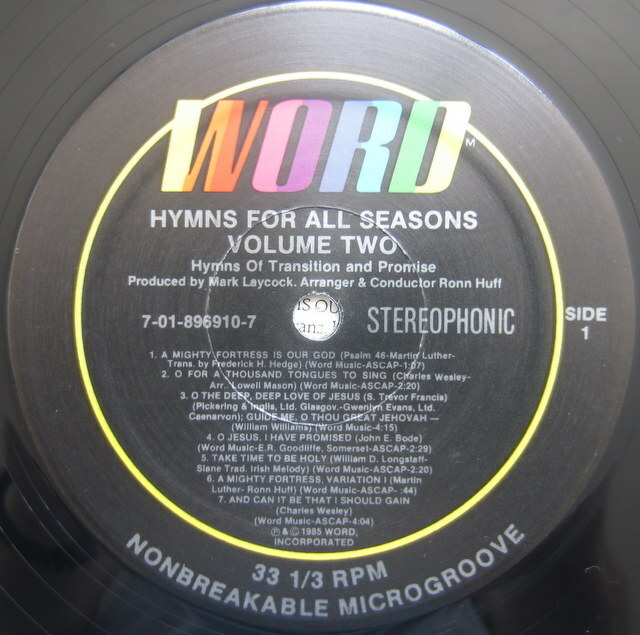 WORD
TM
HYMNS FOR ALL SEASONS
VOLUME TWO
Hymns Of Transition and Promise
Produced by Mark Laycock. Arranger & Conductor Ronn Huff
7-01-896910-7
IS OU
STEREOPHONIC
SIDE
1
1. A MIGHTY FORTRESS IS OUR GOD (Psalm 46-Martin Luther-
Trans. by Frederick H. Hedge) (Word Music-ASCAP-1:07)
2. O FOR A THOUSAND TONGUES TO SING (Charles Wesley-
Arr. Lowell Mason) (Word Music-ASCAP-2:20)
3. O THE DEEP, DEEP LOVE OF JESUS (S. Trevor Francis)
(Pickering & Inglis, Ltd. Glasgov.-Gwenlyn Evans, Ltd.
Caenarvon); GUIDE ME, O THOU GREAT JEHOVAH —
(William Williams) (Word Music-4:15)
4. O JESUS, I HAVE PROMISED (John E. Bode)
(Word Music-E.R. Goodliffe, Somerset-ASCAP-2:29)
5. TAKE TIME TO BE HOLY (William D. Longstaff-
Slane Trad. Irish Melody) (Word Music-ASCAP-2:20)
6. A MIGHTY FORTRESS, VARIATION I (Martin
Luther- Ronn Huff) (Word Music-ASCAP- :44)
7. AND CAN IT BE THAT I SHOULD GAIN
(Charles Wesley)
(Word Music-ASCAP-4:04)
℗ & © 1985 WORD,
INCORPORATED
33 1/3 RPM
NONBREAKABLE MICROGROOVE